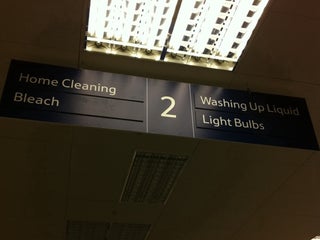 Home Cleaning
Bleach
2
Washing Up Liquid
Light Bulbs